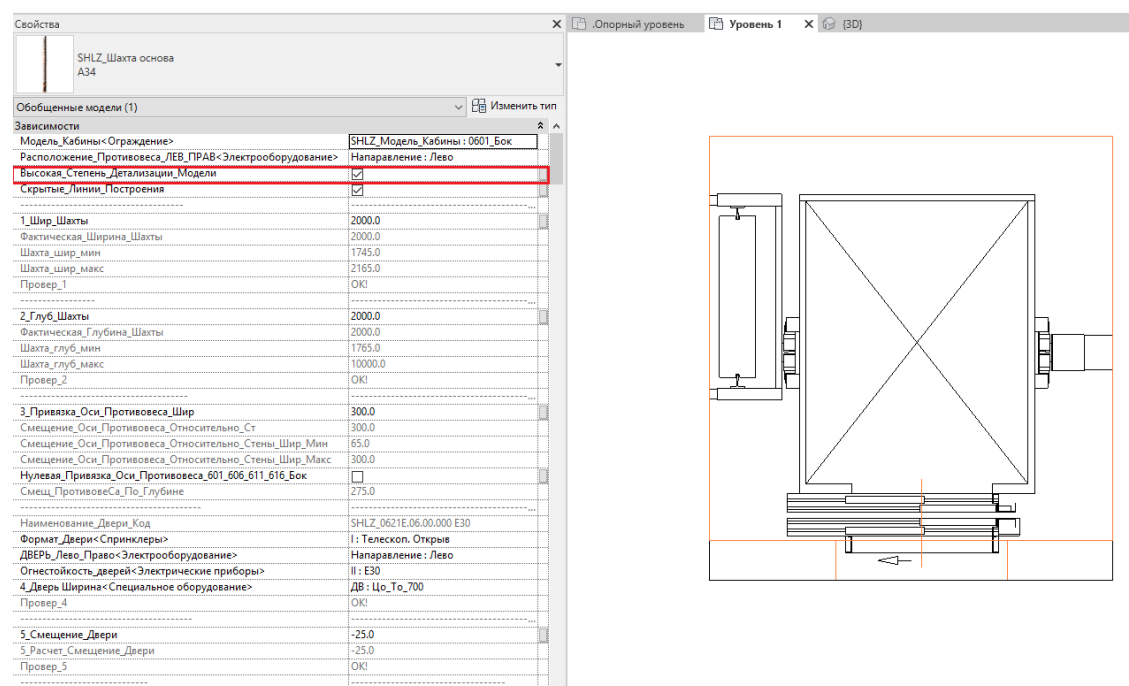 Свойства
.Опорный уровень
Уровень 1
{3D}
SHLZ_Шахта основа
A34
Обобщенные модели (1)
Изменить тип
Зависимости
Модель_Кабины<Ограждение> SHLZ_Модель_Кабины : 0601_Бок
Расположение_Противовеса_ЛЕВ_ПРАВ<Электрооборудование> Напаравление : Лево
Высокая_Степень_Детализации_Модели
Скрытые_Линии_Построения
1_Шир_Шахты 2000.0
Фактическая_Ширина_Шахты 2000.0
Шахта_шир_мин 1745.0
Шахта_шир_макс 2165.0
Провер_1 OK!
2_Глуб_Шахты 2000.0
Фактическая_Глубина_Шахты 2000.0
Шахта_глуб_мин 1765.0
Шахта_глуб_макс 10000.0
Провер_2 OK!
3_Привязка_Оси_Противовеса_Шир 300.0
Смещение_Оси_Противовеса_Относительно_Ст 300.0
Смещение_Оси_Противовеса_Относительно_Стены_Шир_Мин 65.0
Смещение_Оси_Противовеса_Относительно_Стены_Шир_Макс 300.0
Нулевая_Привязка_Оси_Противовеса_601_606_611_616_Бок
Смещ_ПротивовеСа_По_Глубине 275.0
Наименование_Двери_Код SHLZ_0621E.06.00.000 E30
Формат_Двери<Спринклеры> I : Телескоп. Открыв
ДВЕРЬ_Лево_Право<Электрооборудование> Напаравление : Лево
Огнестойкость_дверей<Электрические приборы> II : E30
4_Дверь Ширина<Специальное оборудование> ДВ : Цо_То_700
Провер_4 OK!
5_Смещение_Двери -25.0
5_Расчет_Смещение_Двери -25.0
Провер_5 OK!